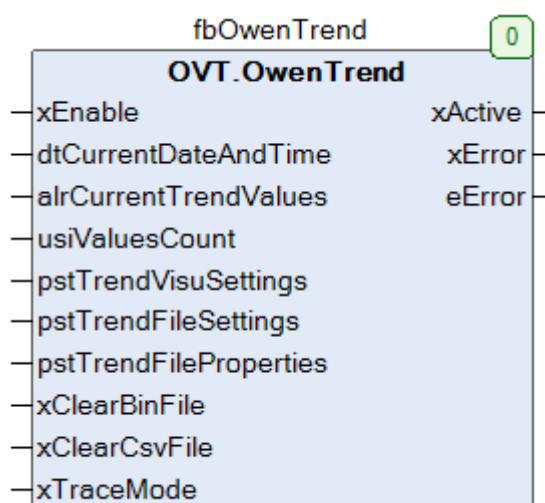 fbOwenTrend
0
OVT.OwenTrend
xEnable xActive
dtCurrentDateAndTime xError
alrCurrentTrendValues eError
usiValuesCount
pstTrendVisuSettings
pstTrendFileSettings
pstTrendFileProperties
xClearBinFile
xClearCsvFile
xTraceMode